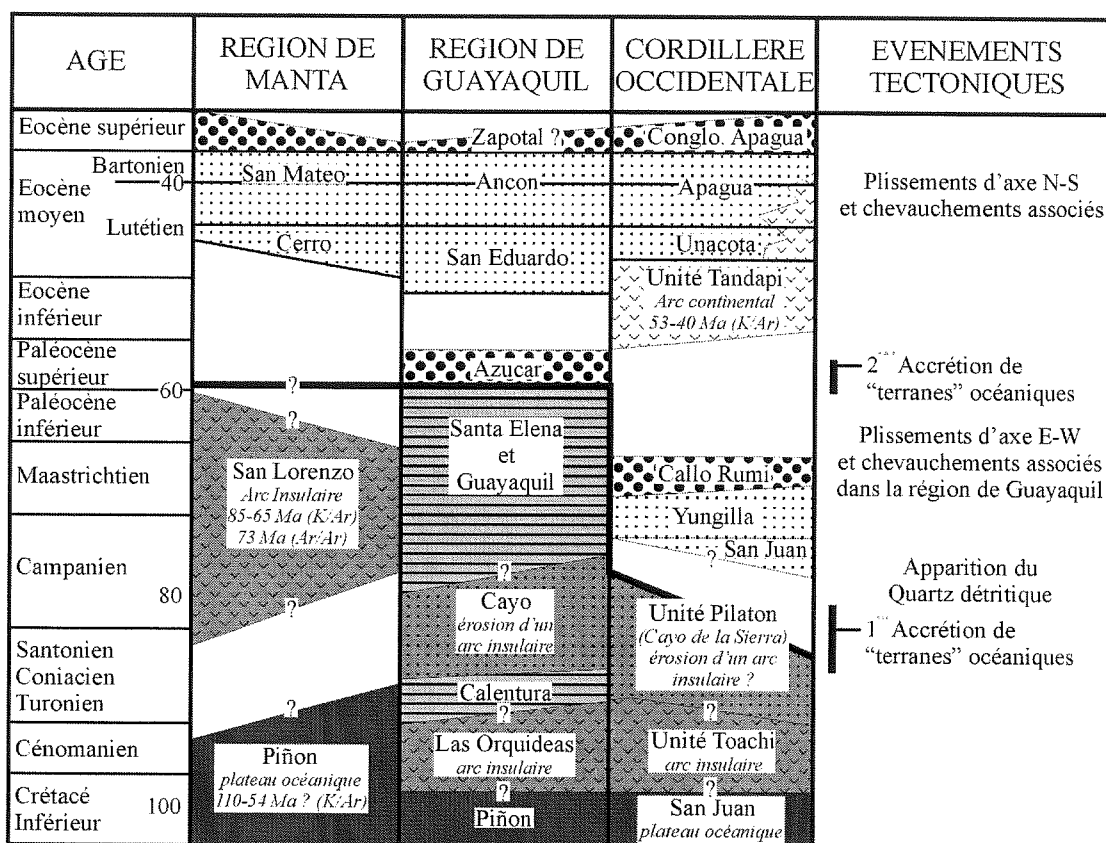 AGE
REGION DE
MANTA
REGION DE
GUAYAQUIL
CORDILLERE
OCCIDENTALE
EVENEMENTS
TECTONIQUES
Eocène supérieur
Bartonien
40
Eocène
moyen
Lutétien
Eocène
inférieur
Paléocène
supérieur
60
Paléocène
inférieur
Maastrichtien
Campanien
80
Santonien
Coniacien
Turonien
Cénomanien
Crétacé
Inférieur
100
San Mateo
Cerro
?
?
San Lorenzo
Arc Insulaire
85-65 Ma (K/Ar)
73 Ma (Ar/Ar)
?
?
Piñon
plateau océanique
110-54 Ma ? (K/Ar)
Zapotal ?
Ancon
San Eduardo
Azucar
Santa Elena
et
Guayaquil
?
Cayo
érosion d'un
arc insulaire
Calentura
?
Las Orquideas
arc insulaire
?
Piñon
Conglo. Apagua
Apagua
Unacota
Unité Tandapi
Arc continental
53-40 Ma (K/Ar)
Callo Rumi
Yungilla
San Juan
?
Unité Pilaton
(Cayo de la Sierra)
érosion d'un arc
insulaire ?
?
Unité Toachi
arc insulaire
?
San Juan
plateau océanique
Plissements d'axe N-S
et chevauchements associés
2 Accrétion de
"terranes" océaniques
Plissements d'axe E-W
et chevauchements associés
dans la région de Guayaquil
Apparition du
Quartz détritique
1 Accrétion de
"terranes" océaniques